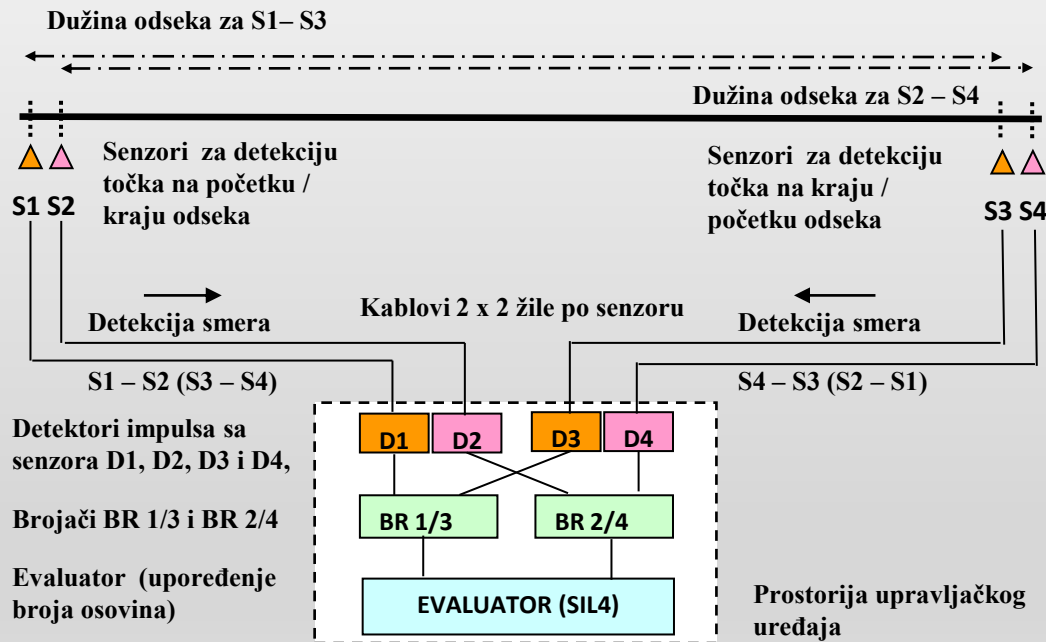 Dužina odseka za S1– S3
Dužina odseka za S2 – S4
Senzori za detekciju
točka na početku /
kraju odseka
Senzori za detekciju
točka na kraju /
početku odseka
S1 S2
S3 S4
Kablovi 2 x 2 žile po senzoru
Detekcija smera
Detekcija smera
S1 – S2 (S3 – S4)
S4 – S3 (S2 – S1)
Detektori impulsa sa
senzora D1, D2, D3 i D4,
D1 D2 D3 D4
Brojači BR 1/3 i BR 2/4
BR 1/3
BR 2/4
Evaluator (upoređenje
broja osovina)
EVALUATOR (SIL4)
Prostorija upravljačkog
uređaja